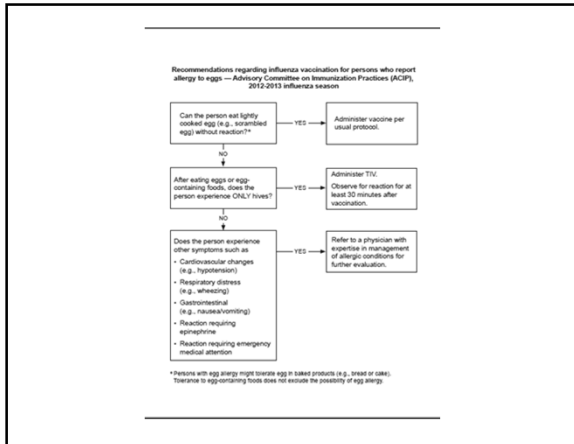 Recommendations regarding influenza vaccination for persons who report
allergy to eggs — Advisory Committee on Immunization Practices (ACIP),
2012-2013 influenza season
Can the person eat lightly
cooked egg (e.g., scrambled
egg) without reaction?*
YES
Administer vaccine per
usual protocol.
NO
After eating eggs or egg-
containing foods, does the
person experience ONLY hives?
YES
Administer TIV.
Observe for reaction for at
least 30 minutes after
vaccination.
NO
Does the person experience
other symptoms such as
• Cardiovascular changes
(e.g., hypotension)
• Respiratory distress
(e.g., wheezing)
• Gastrointestinal
(e.g., nausea/vomiting)
• Reaction requiring
epinephrine
• Reaction requiring emergency
medical attention
YES
Refer to a physician with
expertise in management
of allergic conditions for
further evaluation.
* Persons with egg allergy might tolerate egg in baked products (e.g., bread or cake).
Tolerance to egg-containing foods does not exclude the possibility of egg allergy.